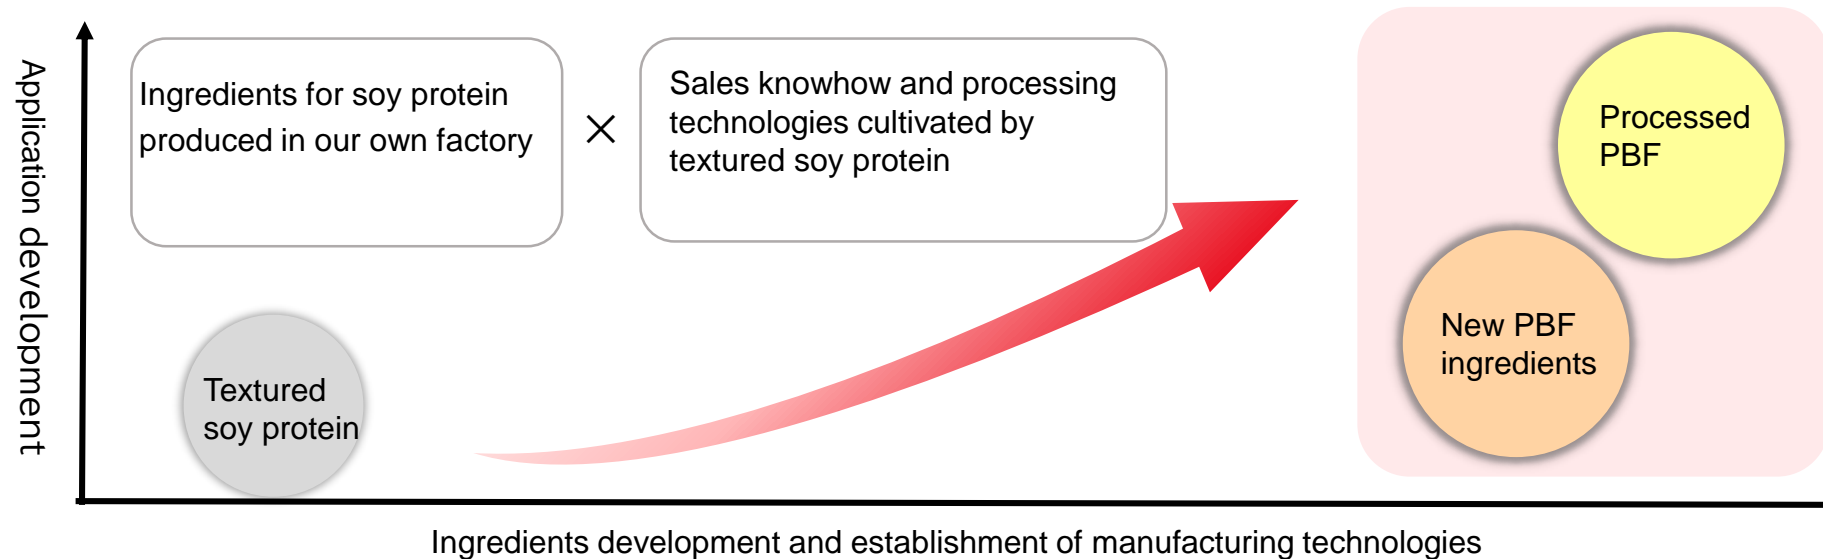 Application development
Ingredients for soy protein
produced in our own factory
×
Sales knowhow and processing
technologies cultivated by
textured soy protein
Processed
PBF
New PBF
ingredients
Textured
soy protein
Ingredients development and establishment of manufacturing technologies